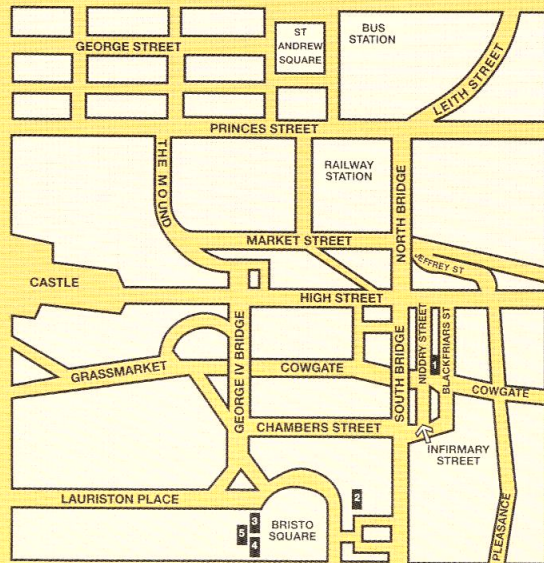 GEORGE STREET
ST
ANDREW
SQUARE
BUS
STATION
LEITH STREET
PRINCES STREET
THE MOUND
RAILWAY
STATION
NORTH BRIDGE
MARKET STREET
JEFFREY ST
CASTLE
HIGH STREET
GEORGE IV BRIDGE
SOUTH BRIDGE
NIDDRY STREET
BLACKFRIARS ST
GRASSMARKET
COWGATE
COWGATE
CHAMBERS STREET
INFIRMARY
STREET
LAURISTON PLACE
2
3
5
4
BRISTO
SQUARE
PLEASANCE